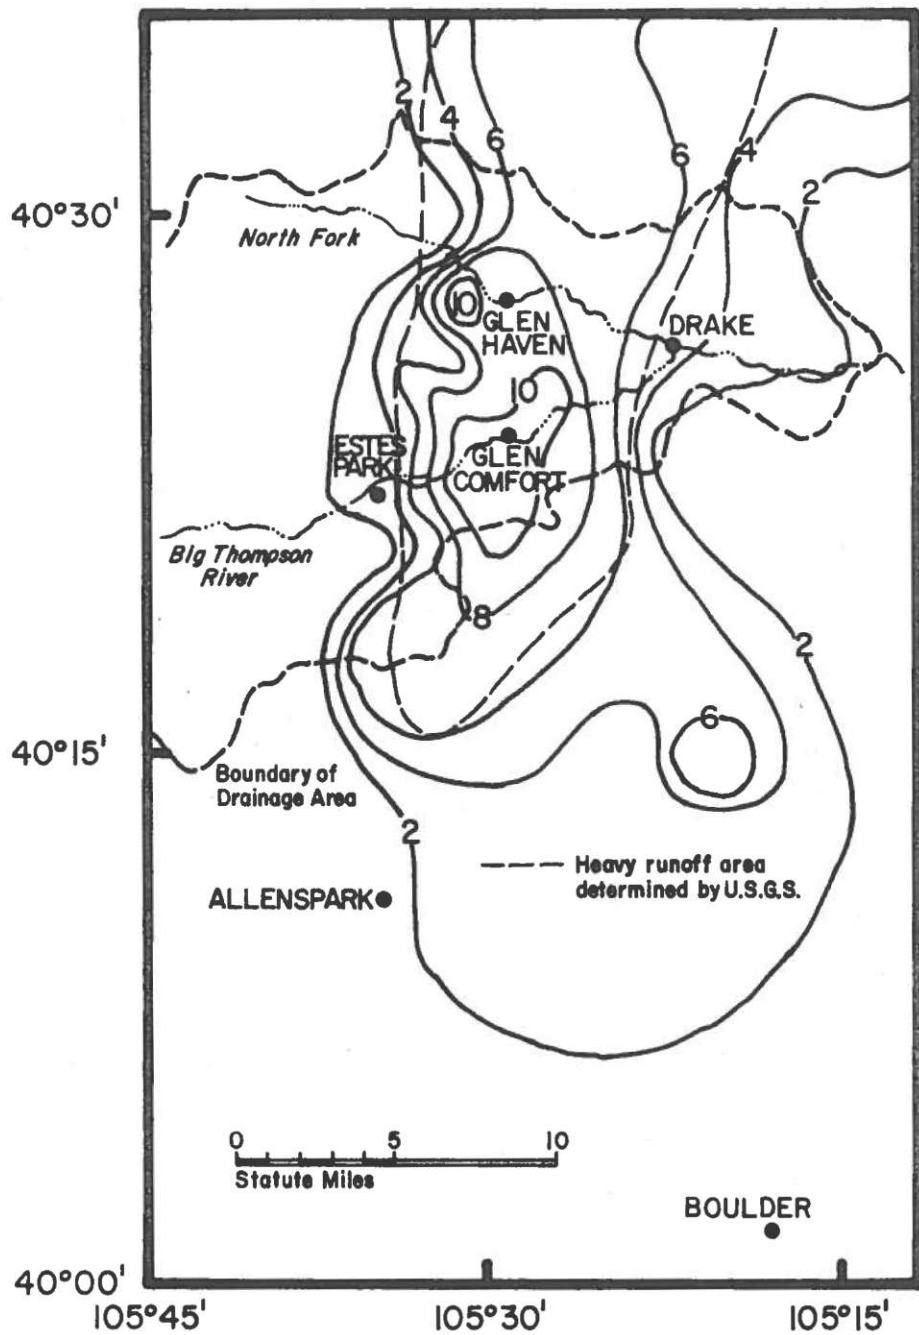 2
4
6
6
4
2
40°30'
North Fork
10
GLEN
HAVEN
DRAKE
10
ESTES
PARK
GLEN
COMFORT
Big Thompson
River
8
2
6
40°15'
Boundary of
Drainage Area
2
Heavy runoff area
determined by U.S.G.S.
ALLENSPARK
0 5 10
Statute Miles
BOULDER
40°00'
105°45' 105°30' 105°15'